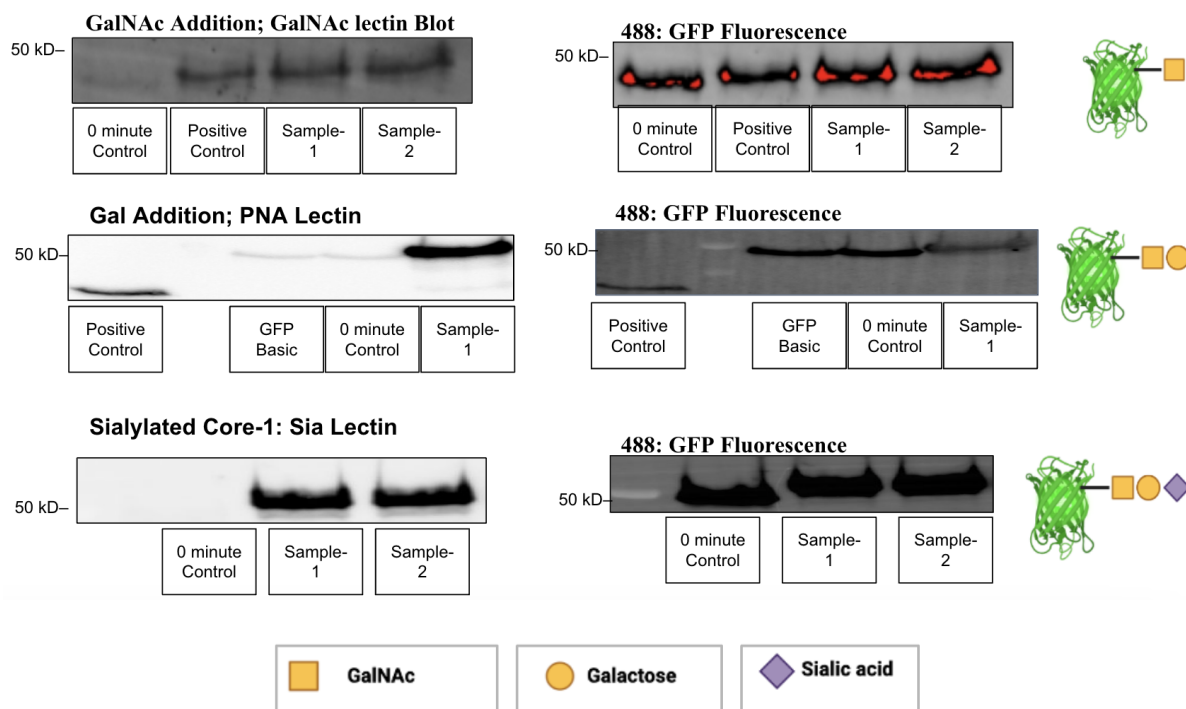 GalNAc Addition; GalNAc lectin Blot
50 kD–
0 minute
Control
Positive
Control
Sample-
1
Sample-
2
488: GFP Fluorescence
50 kD–
0 minute
Control
Positive
Control
Sample-
1
Sample-
2
Gal Addition; PNA Lectin
50 kD–
Positive
Control
GFP
Basic
0 minute
Control
Sample-
1
488: GFP Fluorescence
50 kD–
Positive
Control
GFP
Basic
0 minute
Control
Sample-
1
Sialylated Core-1: Sia Lectin
50 kD–
0 minute
Control
Sample-
1
Sample-
2
488: GFP Fluorescence
50 kD–
0 minute
Control
Sample-
1
Sample-
2
GalNAc
Galactose
Sialic acid